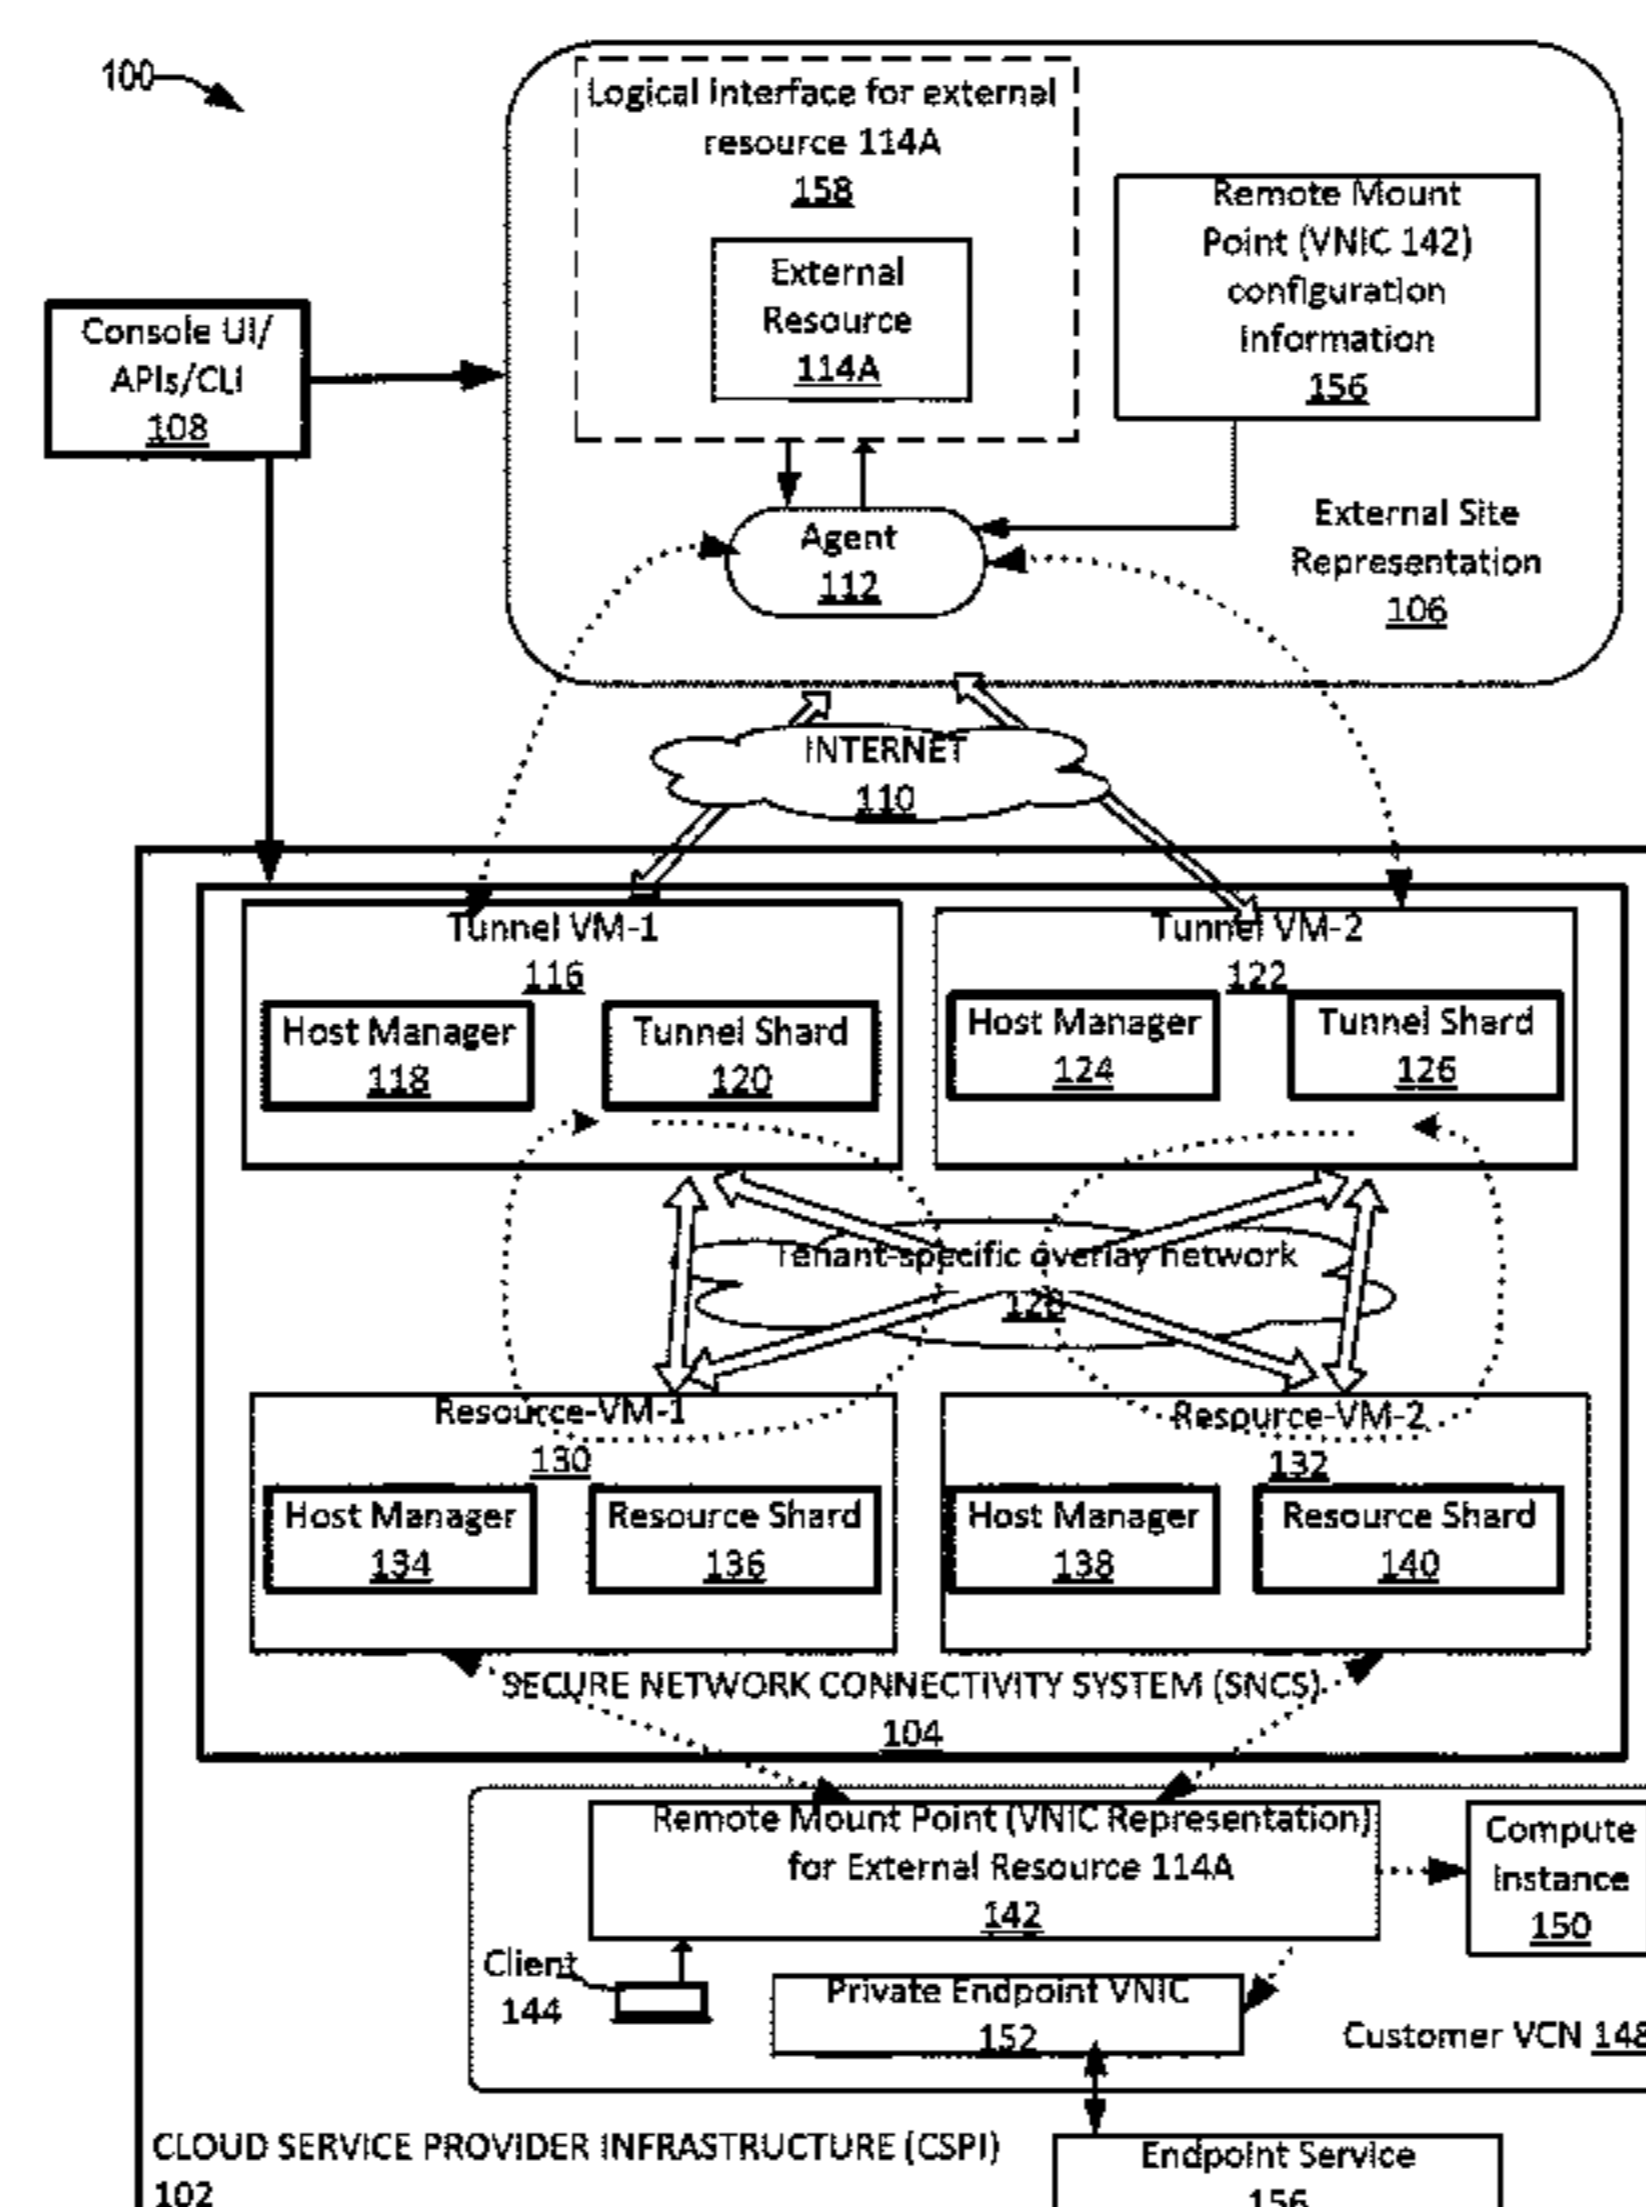 100
Logical interface for external
resource 114A
158
External
Resource
114A
Remote Mount
Point (VNIC 142)
configuration
Information
156
Console UI/
APIs/CLI
108
Agent
112
External Site
Representation
106
INTERNET
110
Tunnel VM-1
116
Host Manager
118
Tunnel Shard
120
Tunnel VM-2
122
Host Manager
124
Tunnel Shard
126
Tenant-specific overlay network
128
Resource-VM-1
130
Host Manager
134
Resource Shard
136
Resource-VM-2
132
Host Manager
138
Resource Shard
140
SECURE NETWORK CONNECTIVITY SYSTEM (SNCS)
104
Remote Mount Point (VNIC Representation)
for External Resource 114A
142
Compute
Instance
150
Client
144
Private Endpoint VNIC
152
Customer VCN 148
CLOUD SERVICE PROVIDER INFRASTRUCTURE (CSPI)
102
Endpoint Service
156